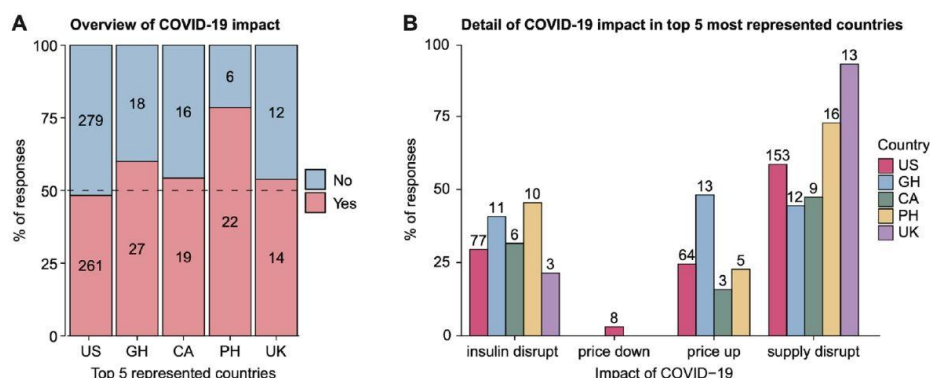 A Overview of COVID-19 impact
% of responses
100
75
50
25
0
279 18 16 6 12
261 27 19 22 14
No
Yes
US GH CA PH UK
Top 5 represented countries
B Detail of COVID-19 impact in top 5 most represented countries
% of responses
100
75
50
25
0
77 11 6 10 3
8
64 13 3 5
153 12 9 16 13
insulin disrupt price down price up supply disrupt
Impact of COVID−19
Country
US
GH
CA
PH
UK